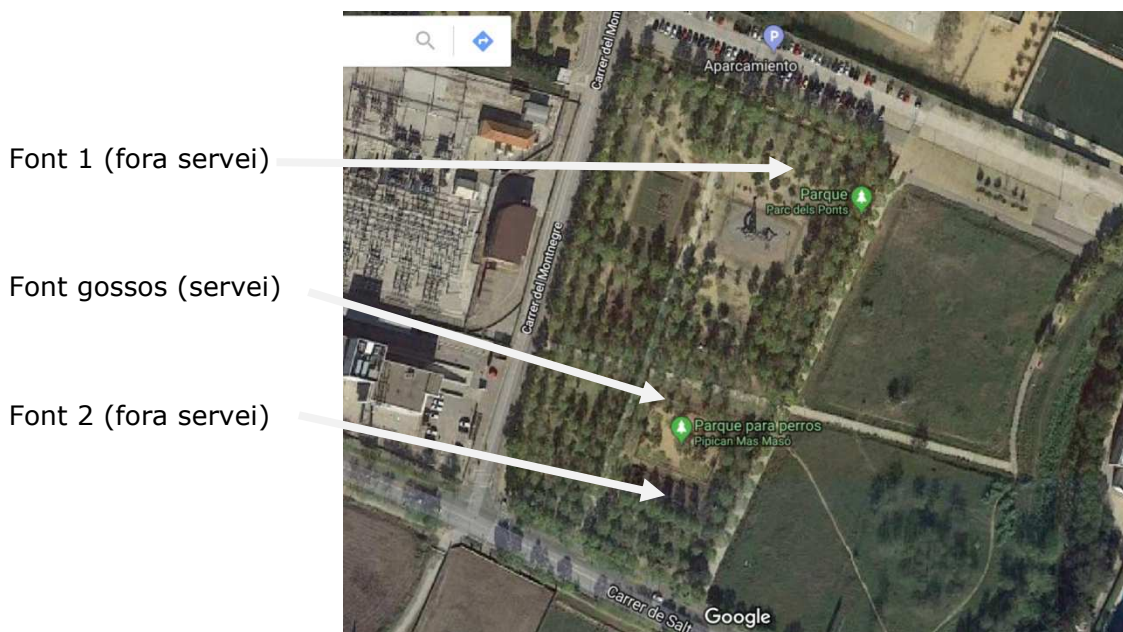 Carrer del Mon
P
Aparcamiento
Font 1 (fora servei)
Parque
Parc dels Ponts
Font gossos (servei)
Carrer del Montnegre
Font 2 (fora servei)
Parque para perros
Pipican Mas Masó
Carrer de Salt
Google